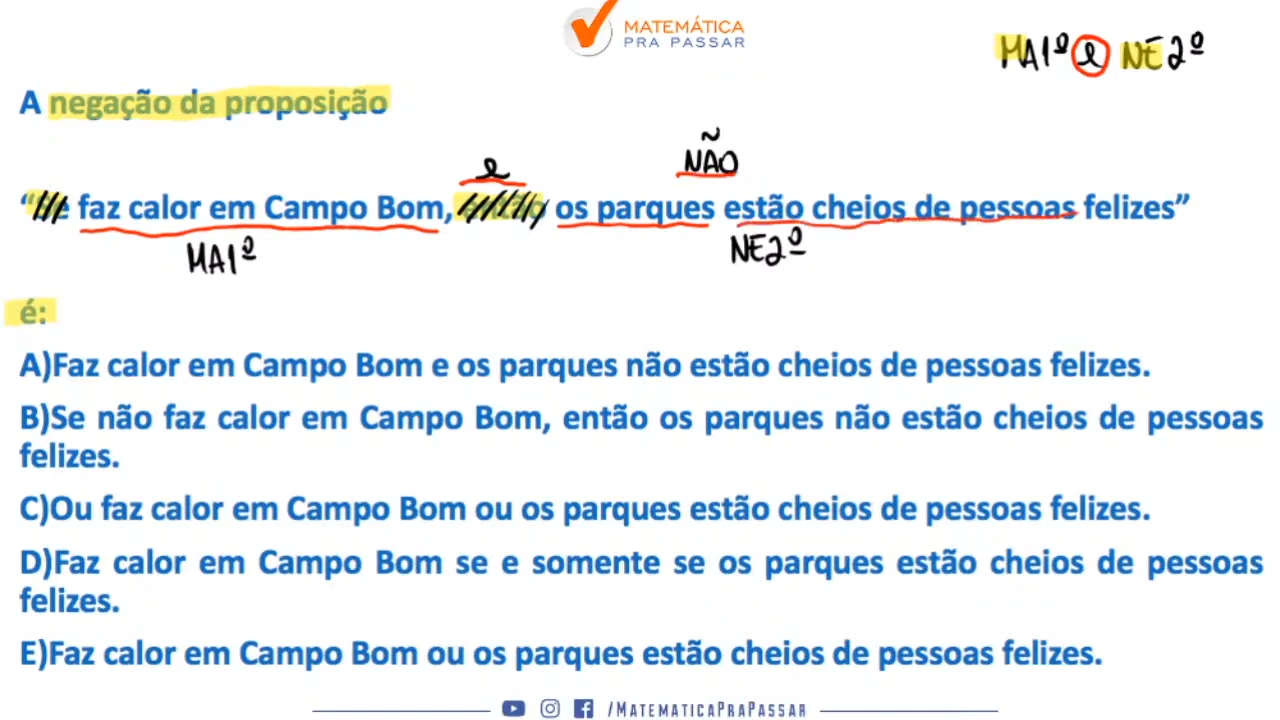 MATEMÁTICA
PRA PASSAR
MA1º e NE2º
A negação da proposição
e
NÃO
“Se faz calor em Campo Bom, então os parques estão cheios de pessoas felizes”
MA1º
NE2º
é:
A)Faz calor em Campo Bom e os parques não estão cheios de pessoas felizes.
B)Se não faz calor em Campo Bom, então os parques não estão cheios de pessoas
felizes.
C)Ou faz calor em Campo Bom ou os parques estão cheios de pessoas felizes.
D)Faz calor em Campo Bom se e somente se os parques estão cheios de pessoas
felizes.
E)Faz calor em Campo Bom ou os parques estão cheios de pessoas felizes.
/MATEMATICAPRAPASSAR